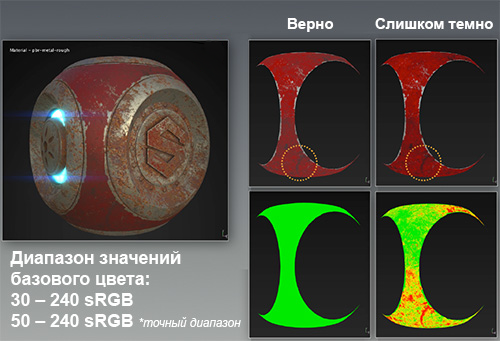 Верно
Слишком темно
Material – pbr-metal-rough
Диапазон значений
базового цвета:
30 – 240 sRGB
50 – 240 sRGB *точный диапазон